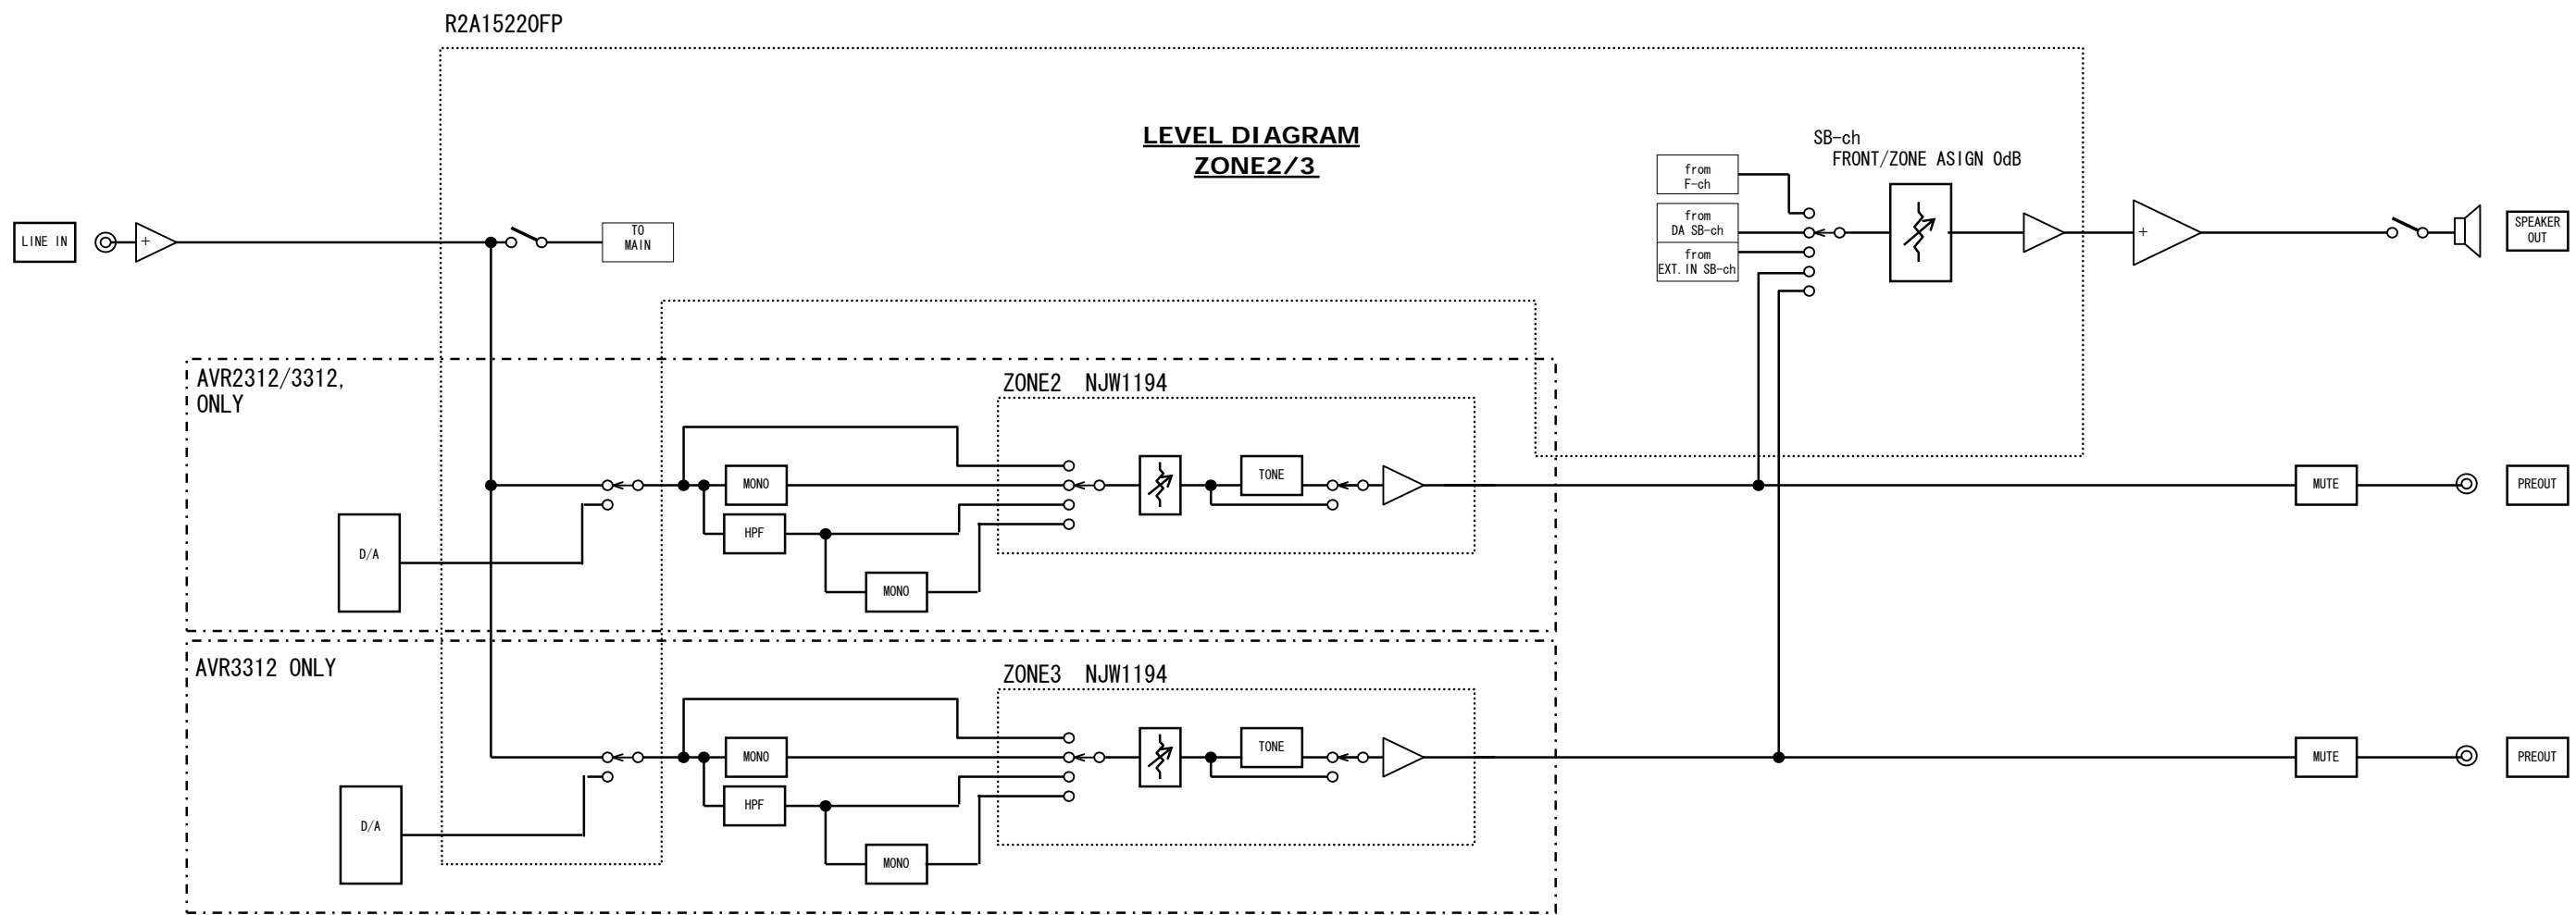 R2A15220FP
LEVEL DIAGRAM
ZONE2/3
SB-ch
FRONT/ZONE ASIGN 0dB
from
F-ch
from
DA SB-ch
from
EXT.IN SB-ch
LINE IN
TO
MAIN
SPEAKER
OUT
AVR2312/3312,
ONLY
ZONE2 NJW1194
MONO
TONE
MUTE
PREOUT
HPF
D/A
MONO
AVR3312 ONLY
ZONE3 NJW1194
MONO
TONE
MUTE
PREOUT
HPF
D/A
MONO